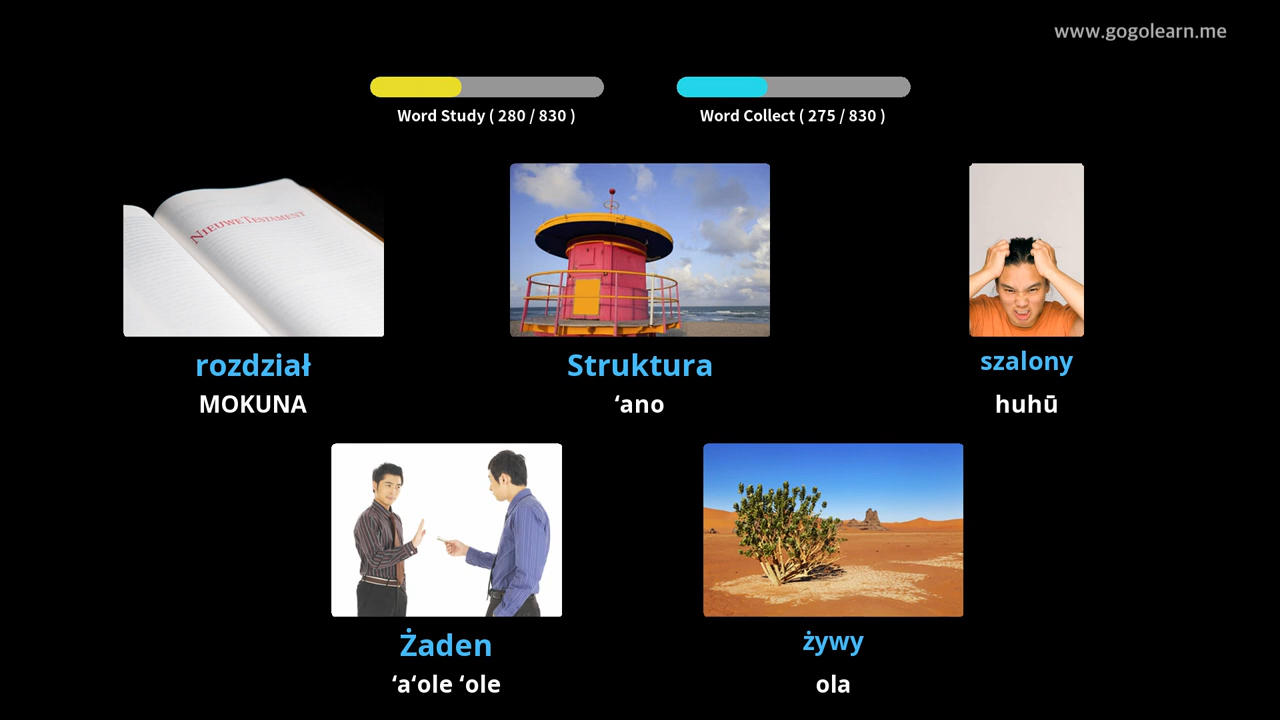 www.gogolearn.me
Word Study ( 280 / 830 )
Word Collect ( 275 / 830 )
NIEUWE TESTAMENT
rozdział
MOKUNA
Struktura
ʻano
szalony
huhū
Żaden
ʻaʻole ʻole
żywy
ola